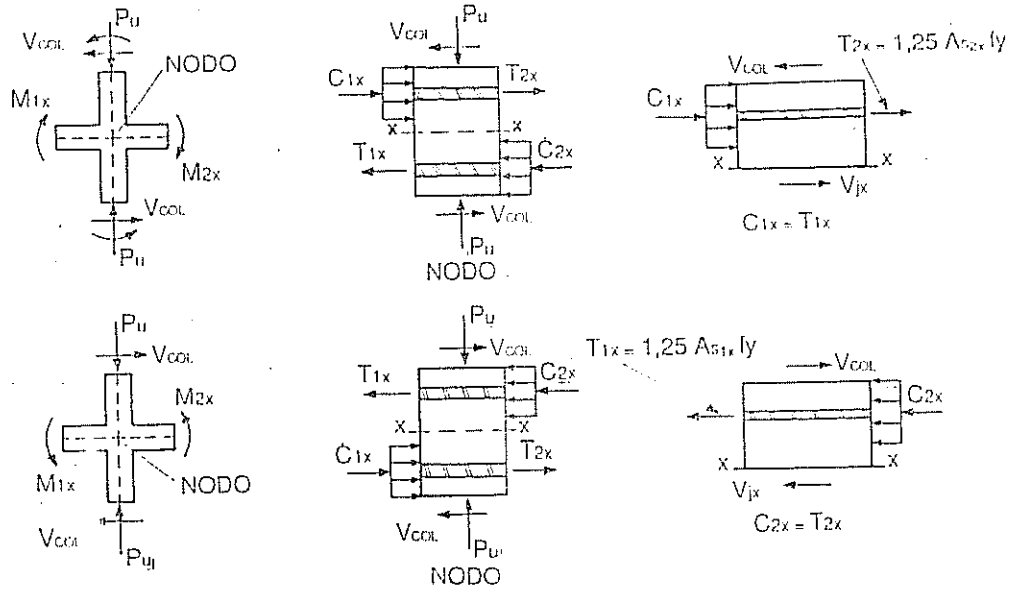 Pu
VCOL
NODO
M1x
M2x
VCOL
Pu
Pu
VCOL
C1x
T2x
x x
T1x
C2x
VCOL
Pu
NODO
T2x = 1,25 As2x fy
VCOL
C1x
x x
Vjx
C1x = T1x
Pu
VCOL
M2x
M1x
NODO
VCOL
Pu
Pu
VCOL
T1x
C2x
x x
C1x
T2x
VCOL
Pu
NODO
T1x = 1,25 As1x fy
VCOL
C2x
x x
Vjx
C2x = T2x